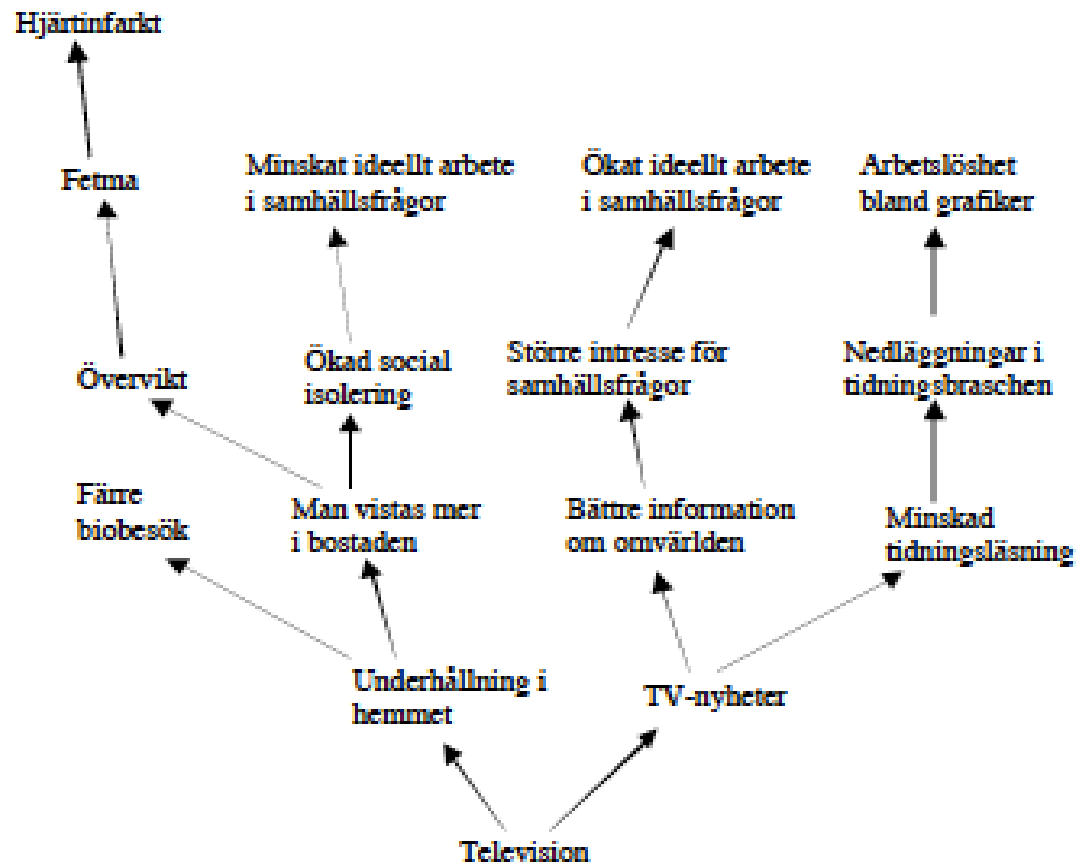 Hjärtinfarkt
Fetma
Minskat ideellt arbete
i samhällsfrågor
Ökat ideellt arbete
i samhällsfrågor
Arbetslöshet
bland grafiker
Övervikt
Ökad social
isolering
Större intresse för
samhällsfrågor
Nedläggningar i
tidningsbraschen
Färre
biobesök
Man vistas mer
i bostaden
Bättre information
om omvärlden
Minskad
tidningsläsning
Underhållning i
hemmet
TV-nyheter
Television